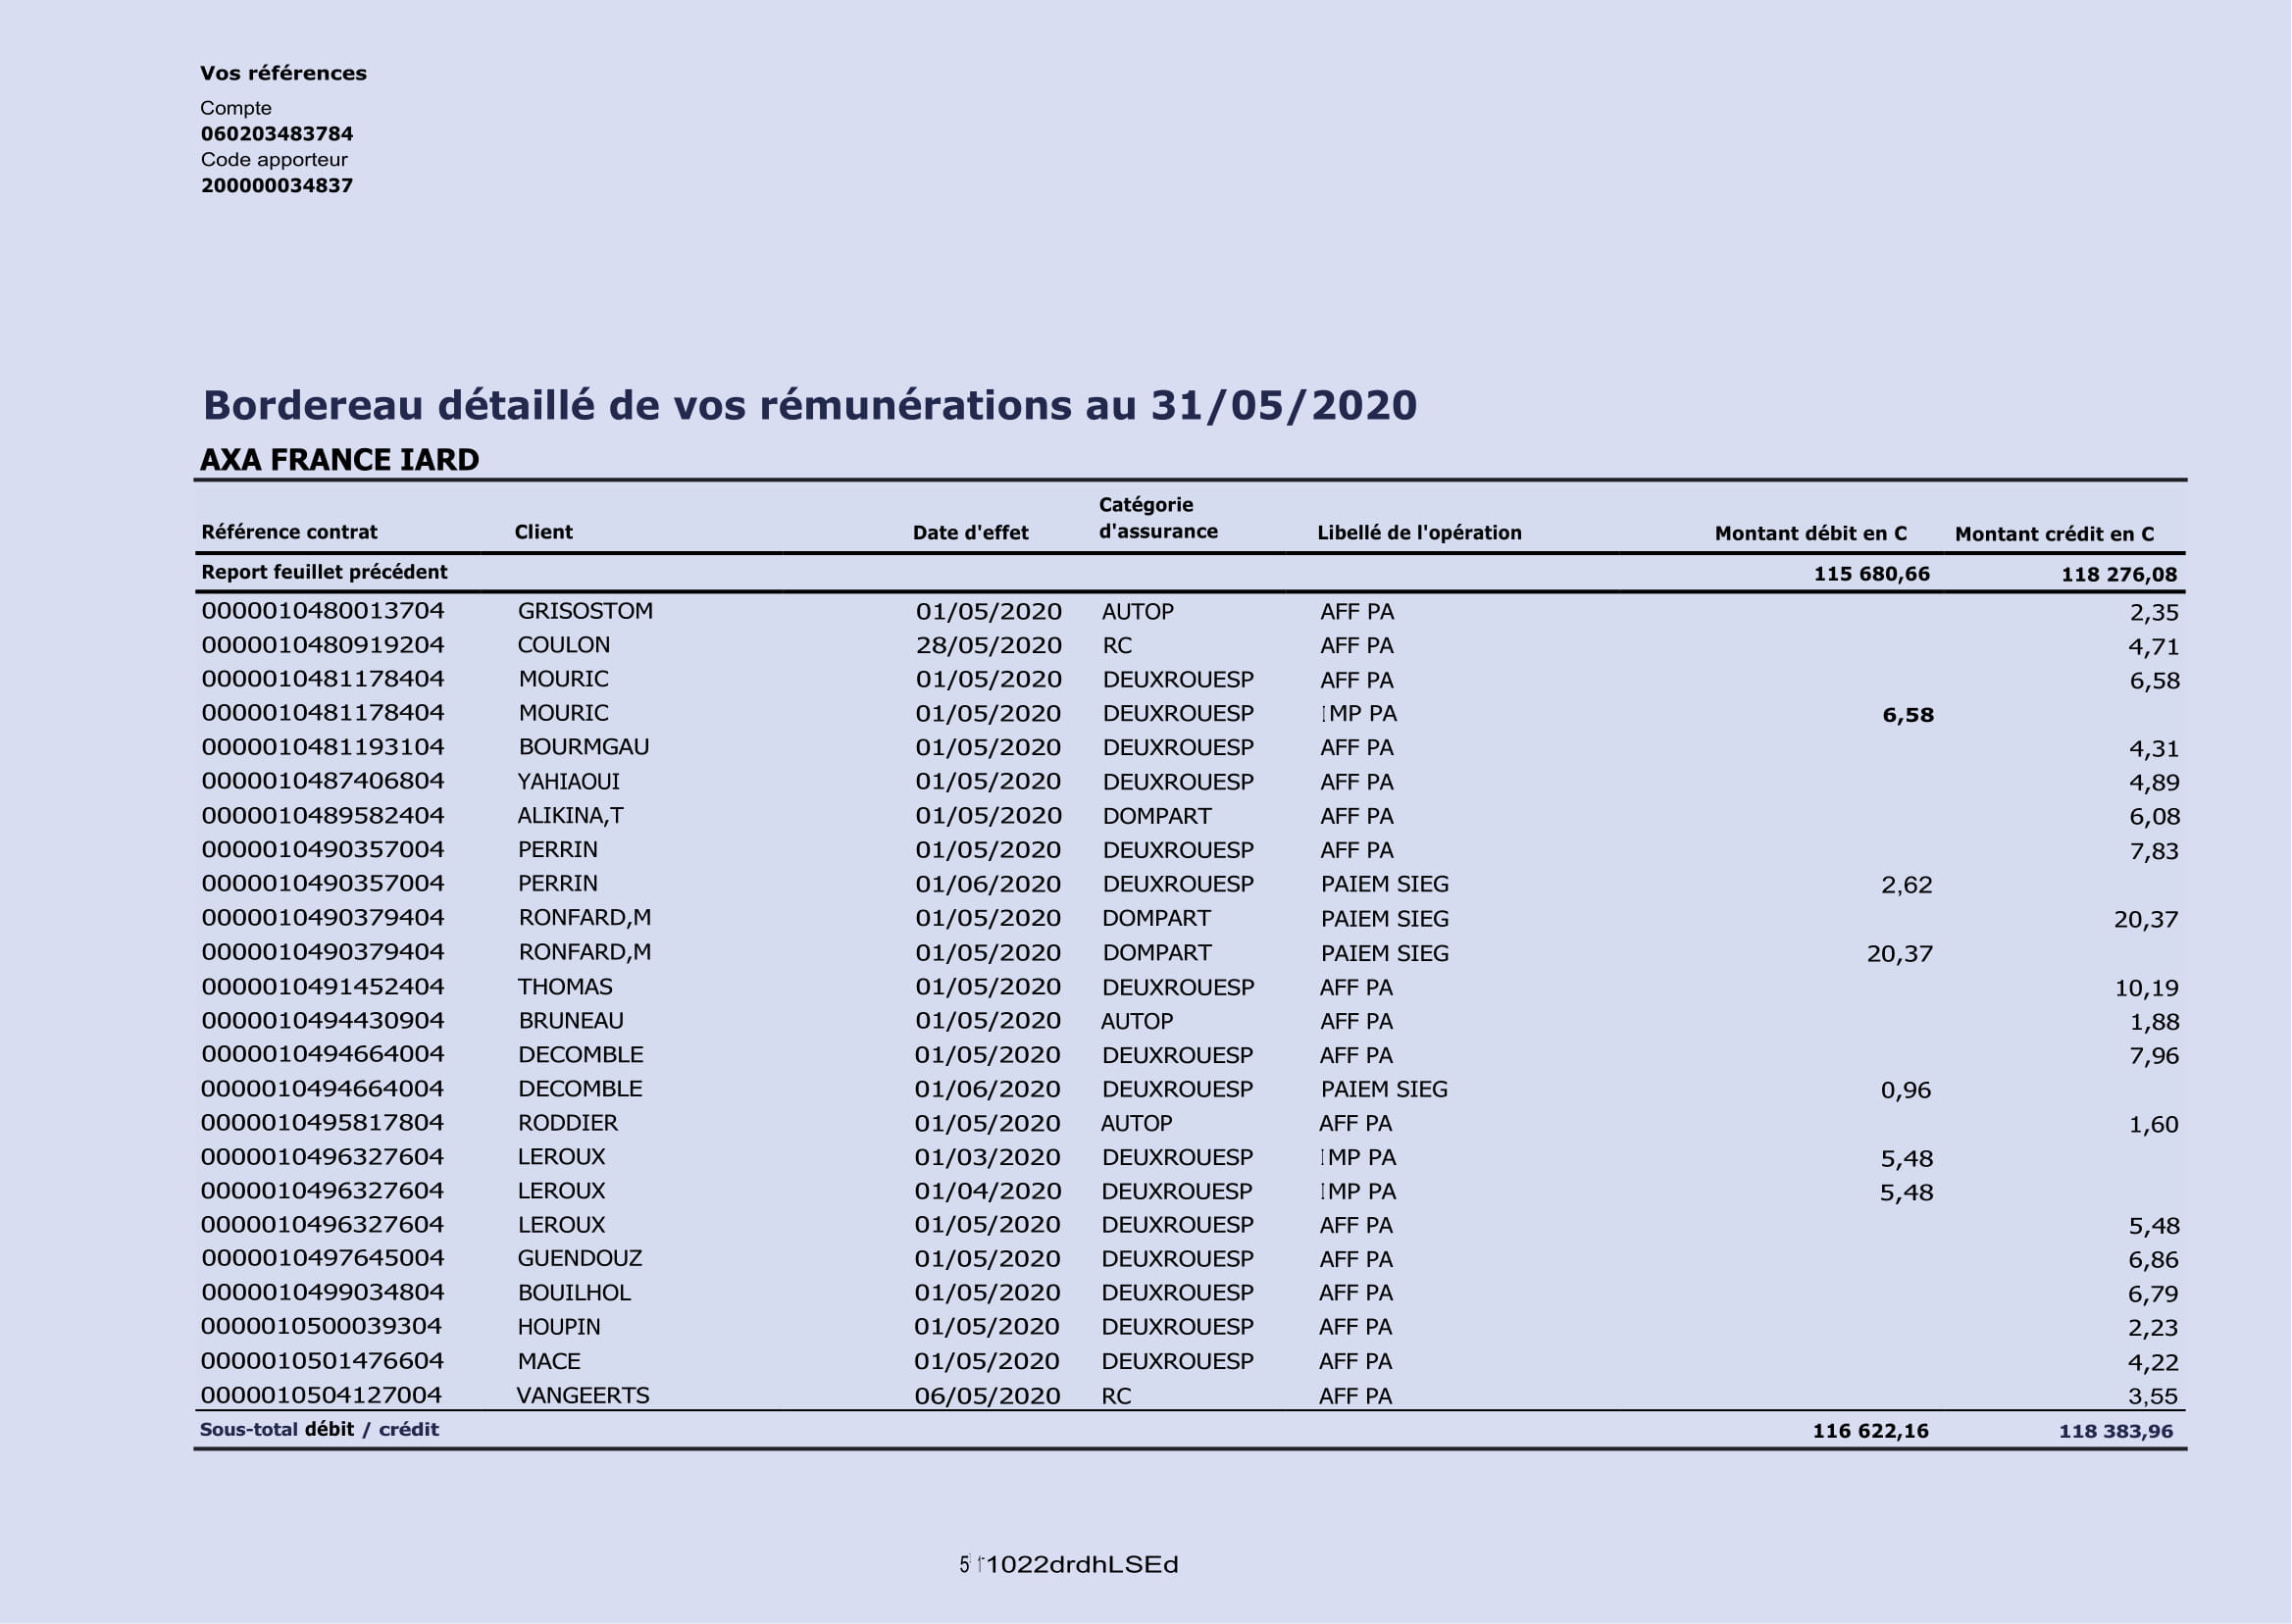 Vos références
Compte
060203483784
Code apporteur
200000034837
Bordereau détaillé de vos rémunérations au 31/05/2020
AXA FRANCE IARD
Référence contrat Client Date d'effet Catégorie d'assurance Libellé de l'opération Montant débit en C Montant crédit en C
Report feuillet précédent 115 680,66 118 276,08
0000010480013704 GRISOSTOM 01/05/2020 AUTOP AFF PA 2,35
0000010480919204 COULON 28/05/2020 RC AFF PA 4,71
0000010481178404 MOURIC 01/05/2020 DEUXROUESP AFF PA 6,58
0000010481178404 MOURIC 01/05/2020 DEUXROUESP IMP PA 6,58
0000010481193104 BOURMGAU 01/05/2020 DEUXROUESP AFF PA 4,31
0000010487406804 YAHIAOUI 01/05/2020 DEUXROUESP AFF PA 4,89
0000010489582404 ALIKINA,T 01/05/2020 DOMPART AFF PA 6,08
0000010490357004 PERRIN 01/05/2020 DEUXROUESP AFF PA 7,83
0000010490357004 PERRIN 01/06/2020 DEUXROUESP PAIEM SIEG 2,62
0000010490379404 RONFARD,M 01/05/2020 DOMPART PAIEM SIEG 20,37
0000010490379404 RONFARD,M 01/05/2020 DOMPART PAIEM SIEG 20,37
0000010491452404 THOMAS 01/05/2020 DEUXROUESP AFF PA 10,19
0000010494430904 BRUNEAU 01/05/2020 AUTOP AFF PA 1,88
0000010494664004 DECOMBLE 01/05/2020 DEUXROUESP AFF PA 7,96
0000010494664004 DECOMBLE 01/06/2020 DEUXROUESP PAIEM SIEG 0,96
0000010495817804 RODDIER 01/05/2020 AUTOP AFF PA 1,60
0000010496327604 LEROUX 01/03/2020 DEUXROUESP IMP PA 5,48
0000010496327604 LEROUX 01/04/2020 DEUXROUESP IMP PA 5,48
0000010496327604 LEROUX 01/05/2020 DEUXROUESP AFF PA 5,48
0000010497645004 GUENDOUZ 01/05/2020 DEUXROUESP AFF PA 6,86
0000010499034804 BOUILHOL 01/05/2020 DEUXROUESP AFF PA 6,79
0000010500039304 HOUPIN 01/05/2020 DEUXROUESP AFF PA 2,23
0000010501476604 MACE 01/05/2020 DEUXROUESP AFF PA 4,22
0000010504127004 VANGEERTS 06/05/2020 RC AFF PA 3,55
Sous-total débit / crédit 116 622,16 118 383,96